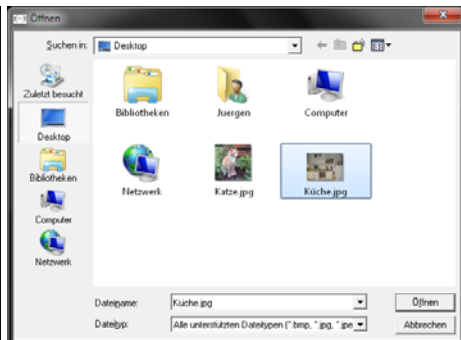 Öffnen
Suchen in:
Desktop
Zuletzt besucht
Desktop
Bibliotheken
Computer
Netzwerk
Bibliotheken
Juergen
Computer
Netzwerk
Katze.jpg
Küche.jpg
Dateiname:
Küche.jpg
Öffnen
Dateityp:
Alle unterstützten Dateitypen (*.bmp, *.jpg, *.jpe
Abbrechen